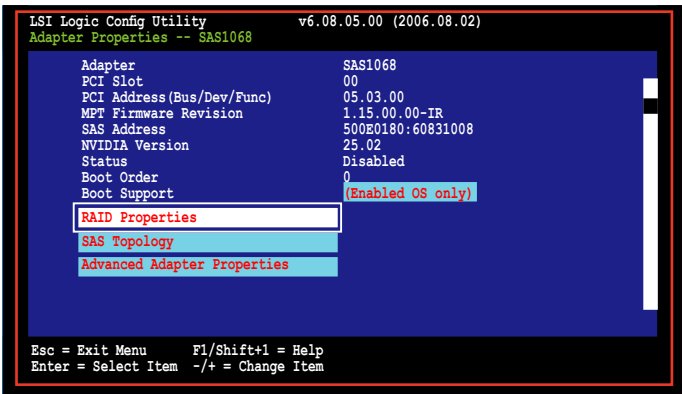 LSI Logic Config Utility v6.08.05.00 (2006.08.02)
Adapter Properties -- SAS1068
Adapter SAS1068
PCI Slot 00
PCI Address(Bus/Dev/Func) 05.03.00
MPT Firmware Revision 1.15.00.00-IR
SAS Address 500E0180:60831008
NVIDIA Version 25.02
Status Disabled
Boot Order 0
Boot Support (Enabled OS only)
RAID Properties
SAS Topology
Advanced Adapter Properties
Esc = Exit Menu F1/Shift+1 = Help
Enter = Select Item -/+ = Change Item